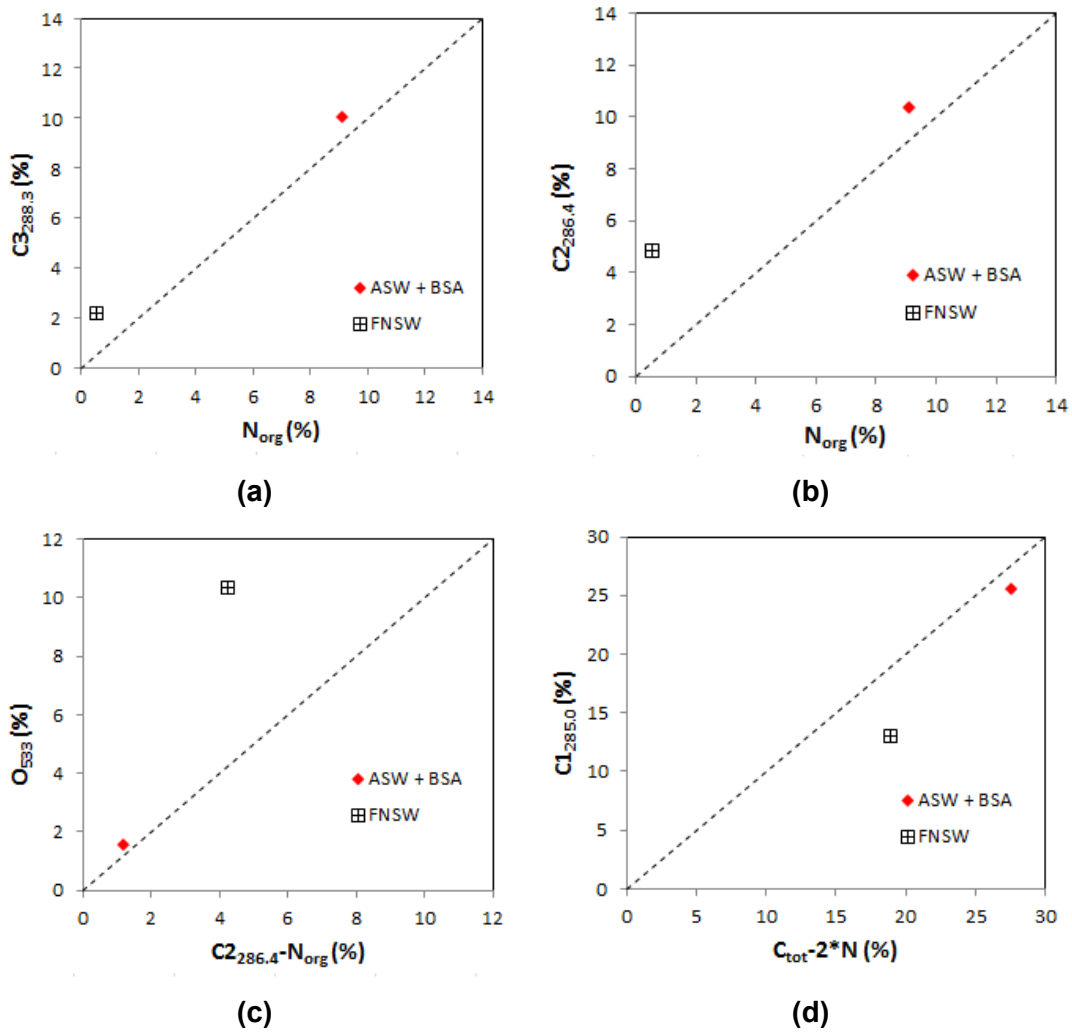 14
12
10
8
6
4
2
0
0 2 4 6 8 10 12 14
C3288.3 (%)
Norg (%)
ASW + BSA
FNSW
(a)
14
12
10
8
6
4
2
0
0 2 4 6 8 10 12 14
C2286.4 (%)
Norg (%)
ASW + BSA
FNSW
(b)
12
10
8
6
4
2
0
0 2 4 6 8 10 12
O533 (%)
C2286.4-Norg (%)
ASW + BSA
FNSW
(c)
30
25
20
15
10
5
0
0 5 10 15 20 25 30
C1285.0 (%)
Ctot-2*N (%)
ASW + BSA
FNSW
(d)